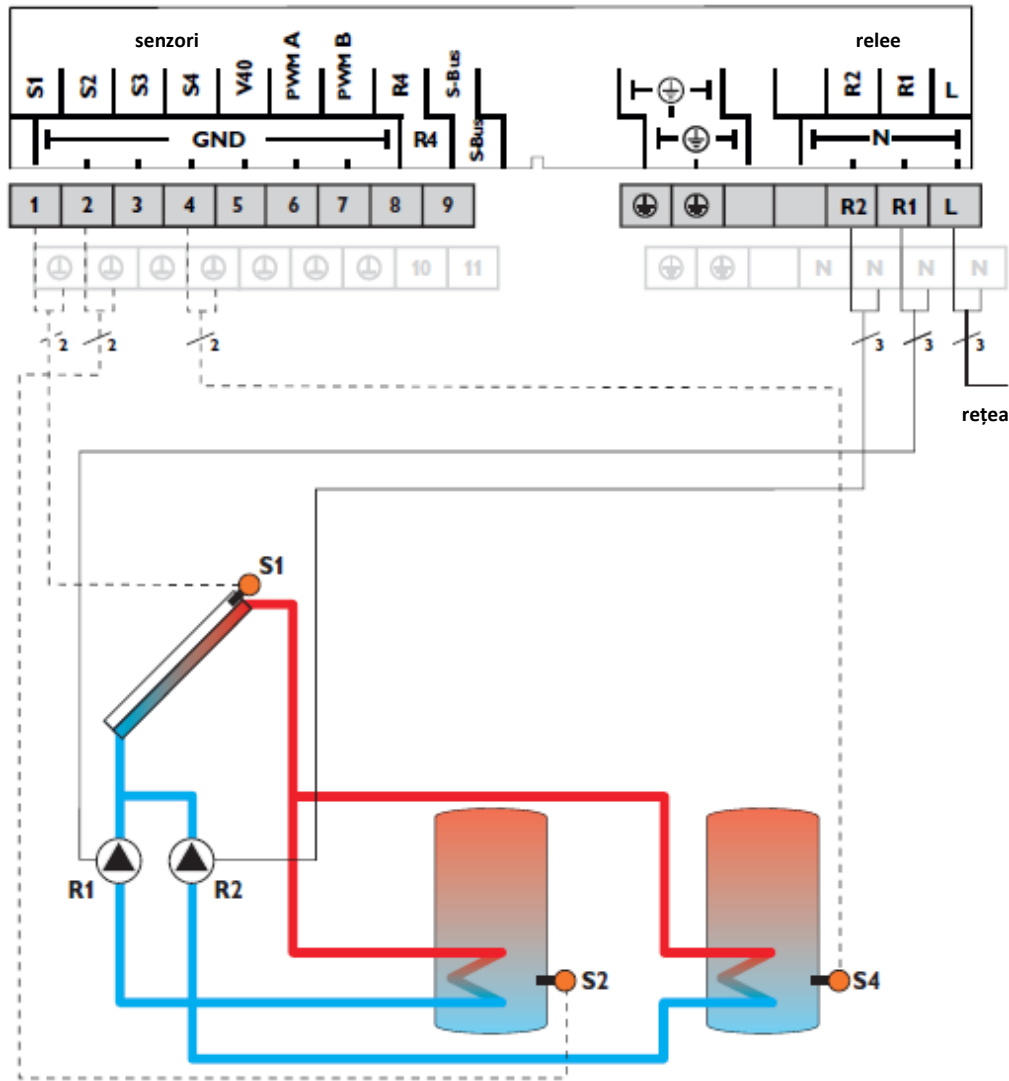 senzori relee
S1 S2 S3 S4 V40 PWM A PWM B R4 S-Bus R2 R1 L
GND R4 S-Bus N
1 2 3 4 5 6 7 8 9 R2 R1 L
10 11 N N N N
2 2 2 3 3 3
rețea
S1
R1 R2
S2 S4